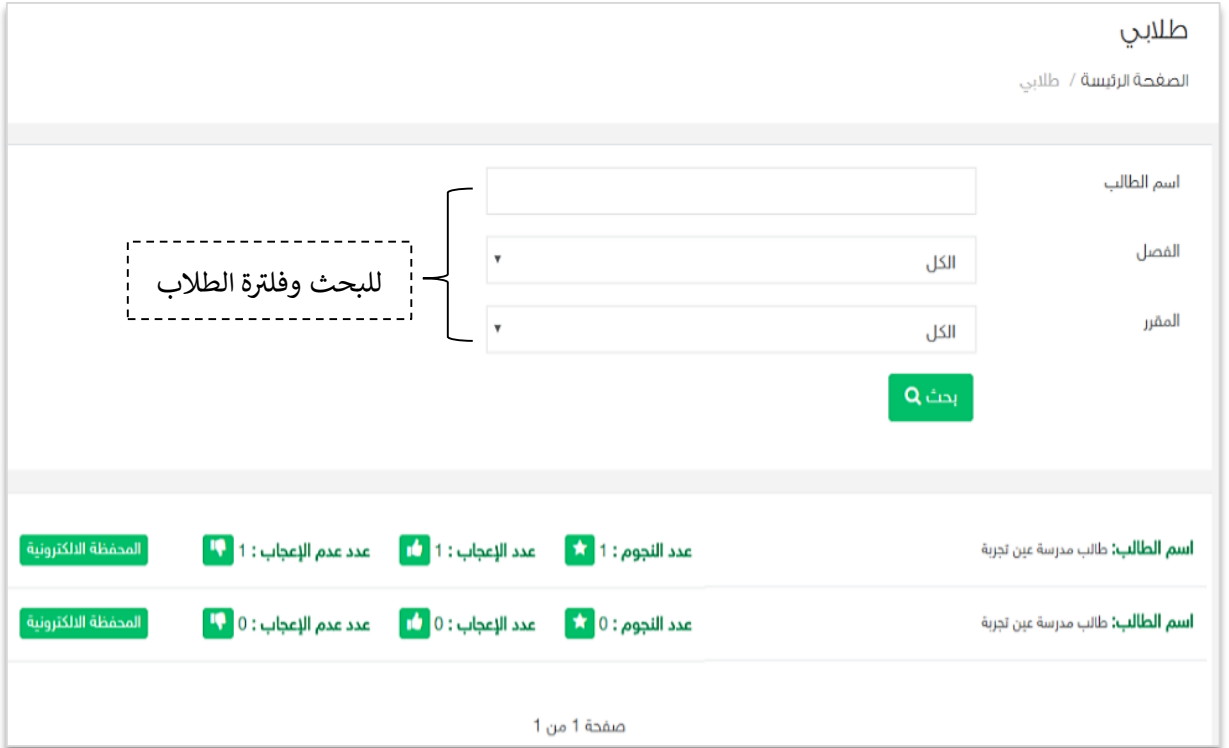 طلابي
الصفحة الرئيسة / طلابي
اسم الطالب
الفصل
الكل
المقرر
الكل
للبحث وفلترة الطلاب
بحث
اسم الطالب: طالب مدرسة عين تجربة عدد النجوم : 1 عدد الإعجاب : 1 عدد عدم الإعجاب : 1 المحفظة الالكترونية
اسم الطالب: طالب مدرسة عين تجربة عدد النجوم : 0 عدد الإعجاب : 0 عدد عدم الإعجاب : 0 المحفظة الالكترونية
صفحة 1 من 1